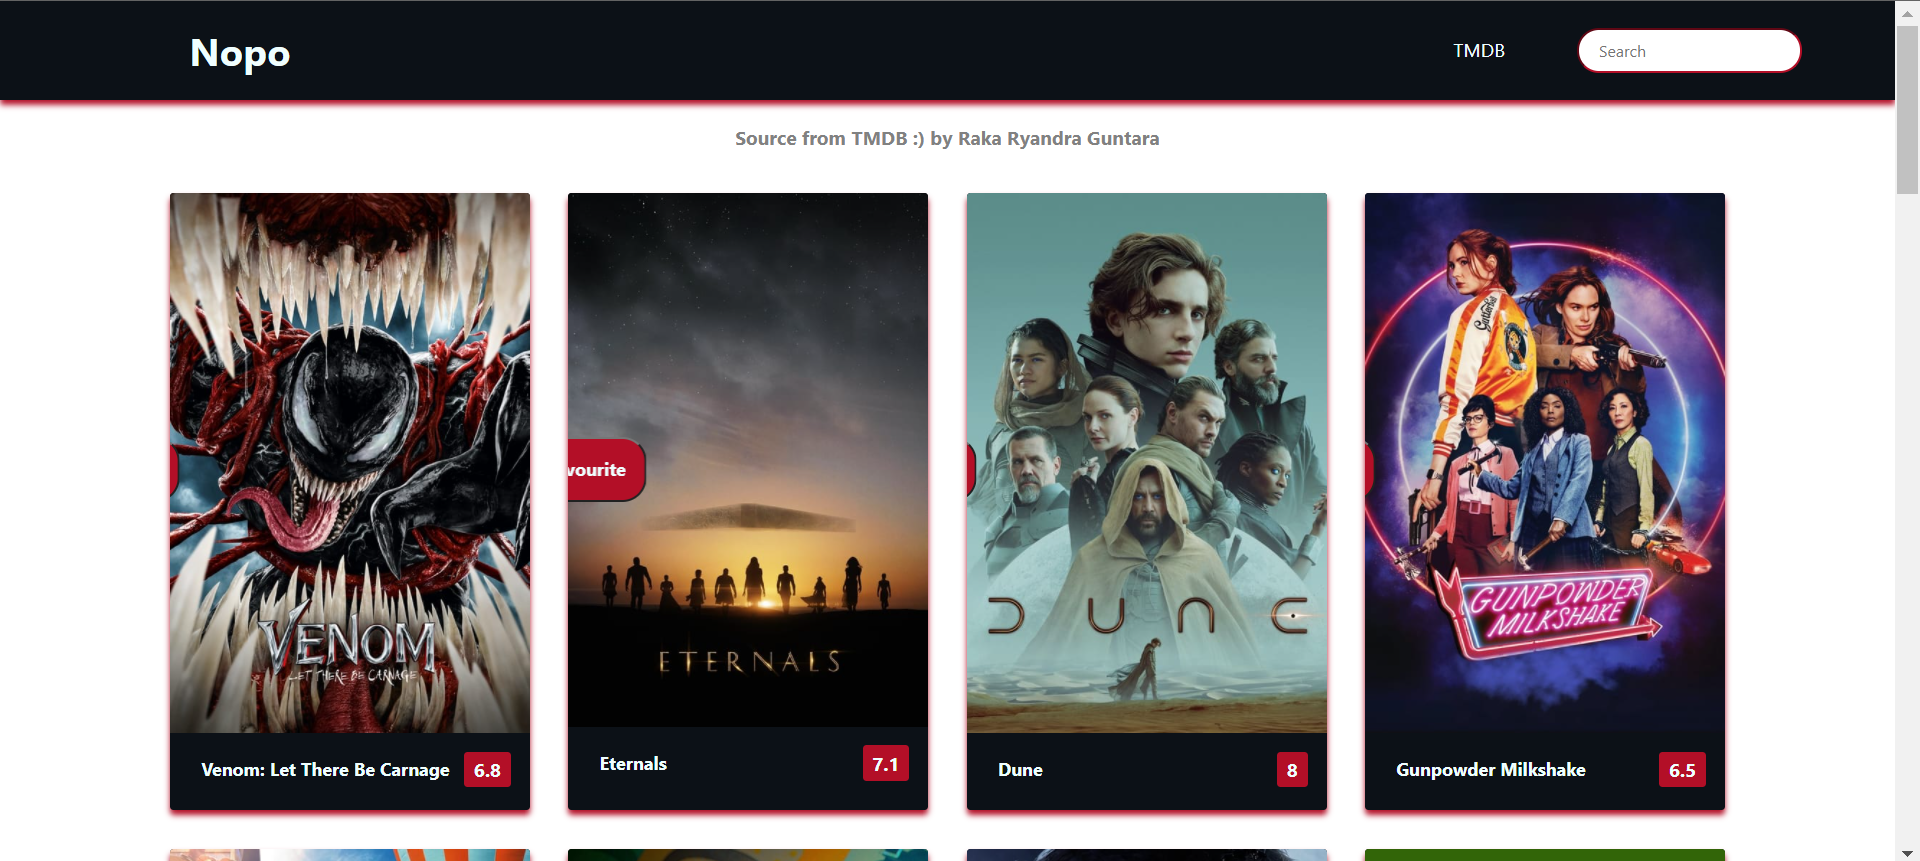 Nopo
TMDB
Search
Source from TMDB :) by Raka Ryandra Guntara
VENOM
LET THERE BE CARNAGE
Venom: Let There Be Carnage
6.8
vourite
ETERNALS
Eternals
7.1
DUNE
Dune
8
GUNPOWDER
MILKSHAKE
Gunpowder Milkshake
6.5